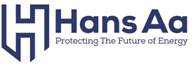 Hans Aa
Protecting The Future of Energy